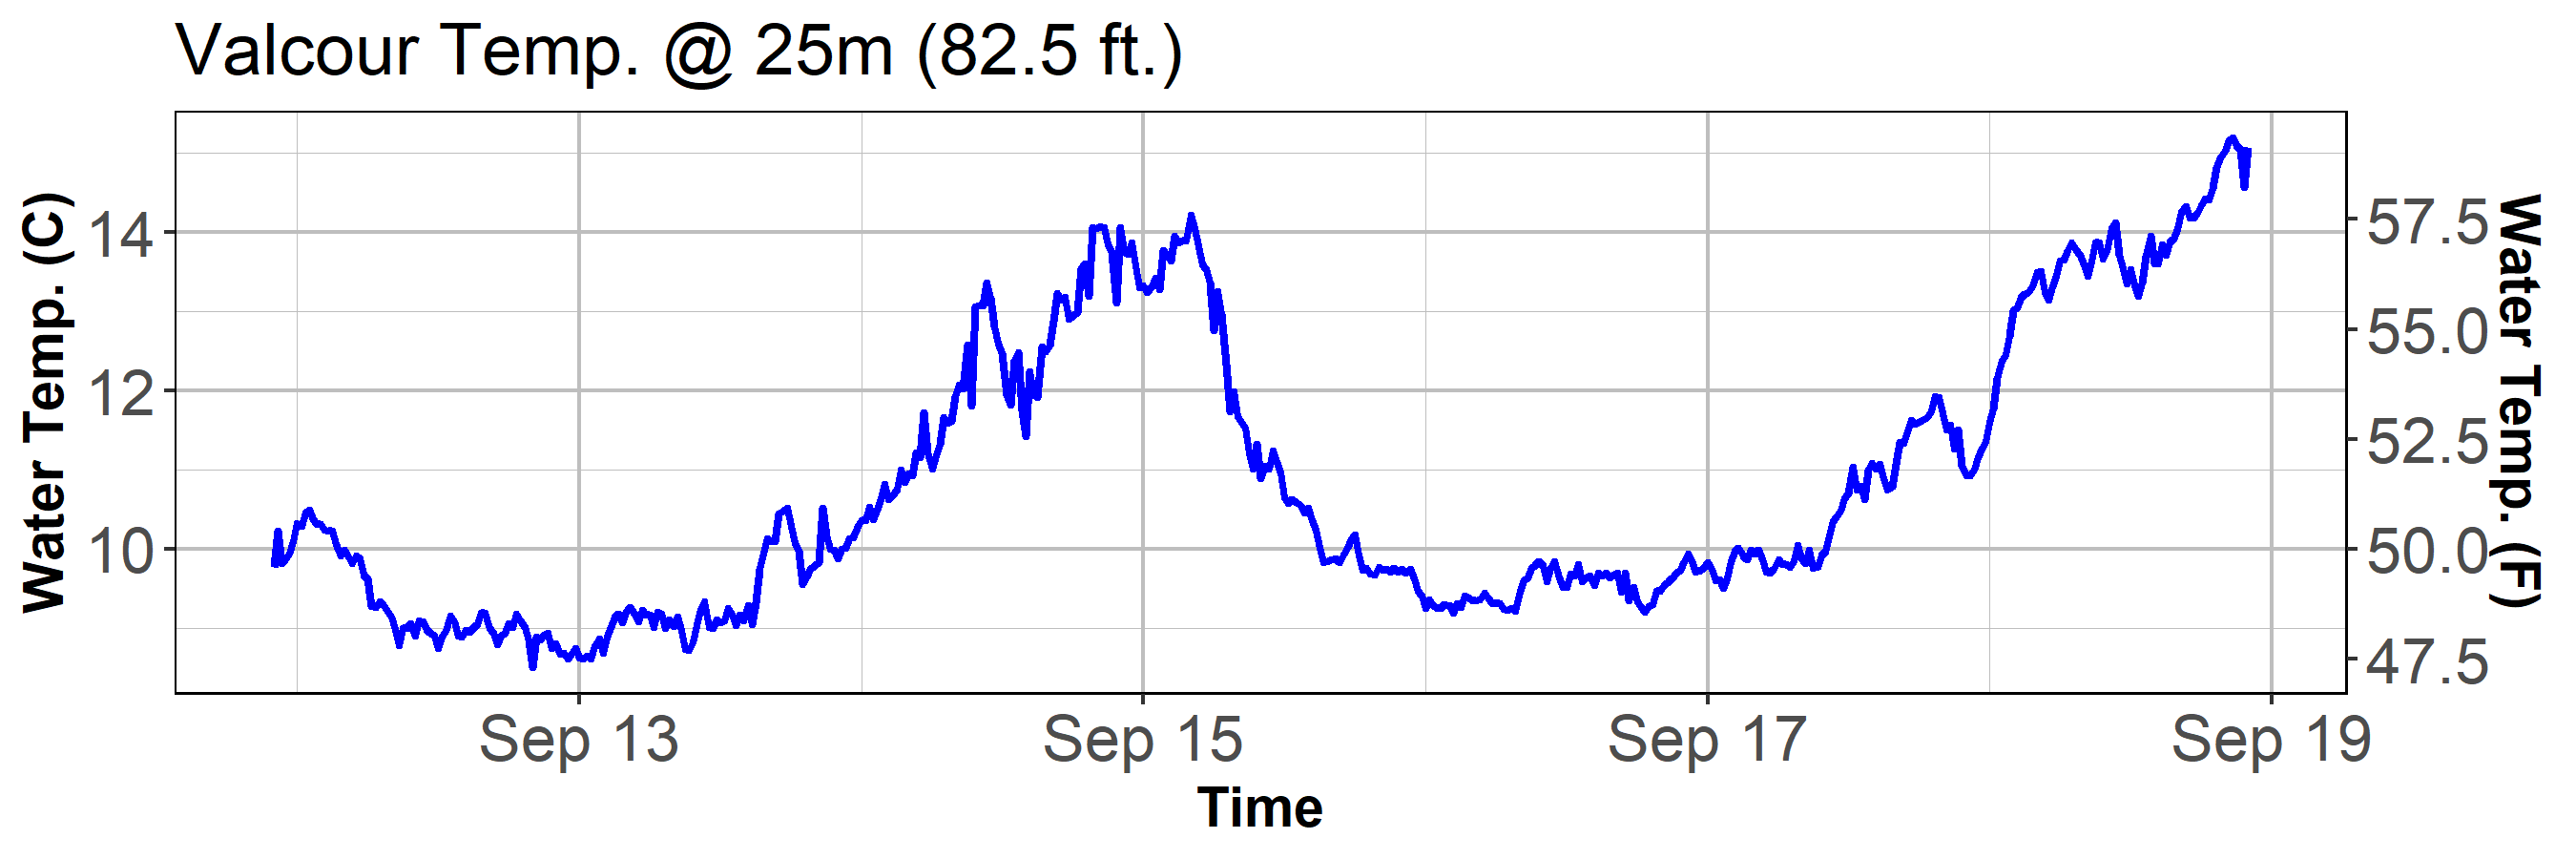 Valcour Temp. @ 25m (82.5 ft.)
Water Temp. (C)
14
12
10
57.5
55.0
52.5
50.0
47.5
Water Temp. (F)
Sep 13
Sep 15
Sep 17
Sep 19
Time